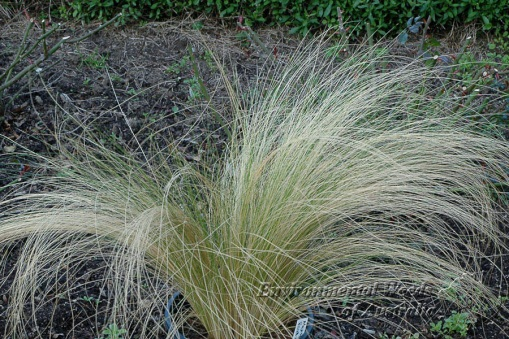 Environmental Weeds
of Australia